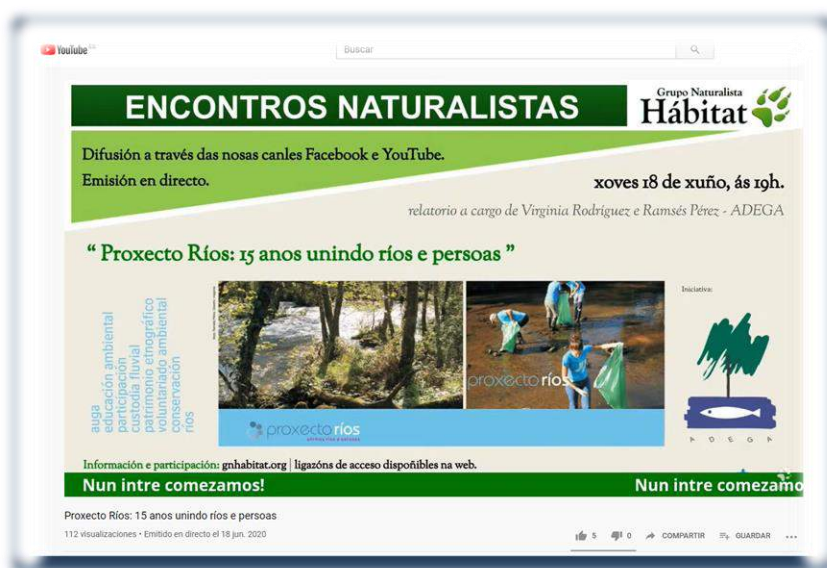 YouTube ES
Buscar
ENCONTROS NATURALISTAS
Grupo Naturalista
Hábitat
Difusión a través das nosas canles Facebook e YouTube.
Emisión en directo.
xoves 18 de xuño, ás 19h.
relatorio a cargo de Virginia Rodríguez e Ramsés Pérez - ADEGA
“ Proxecto Ríos: 15 anos unindo ríos e persoas ”
auga
educación ambiental
participación
custodia fluvial
patrimonio etnográfico
voluntariado ambiental
conservación
ríos
proxecto ríos
proxecto ríos
Iniciativa:
ADEGA
Información e participación: gnhabitat.org | ligazóns de acceso dispoñibles na web.
Nun intre comezamos!
Nun intre comezamo
Proxecto Ríos: 15 anos unindo ríos e persoas
112 visualizaciones • Emitido en directo el 18 jun. 2020
5 0 COMPARTIR GUARDAR ...